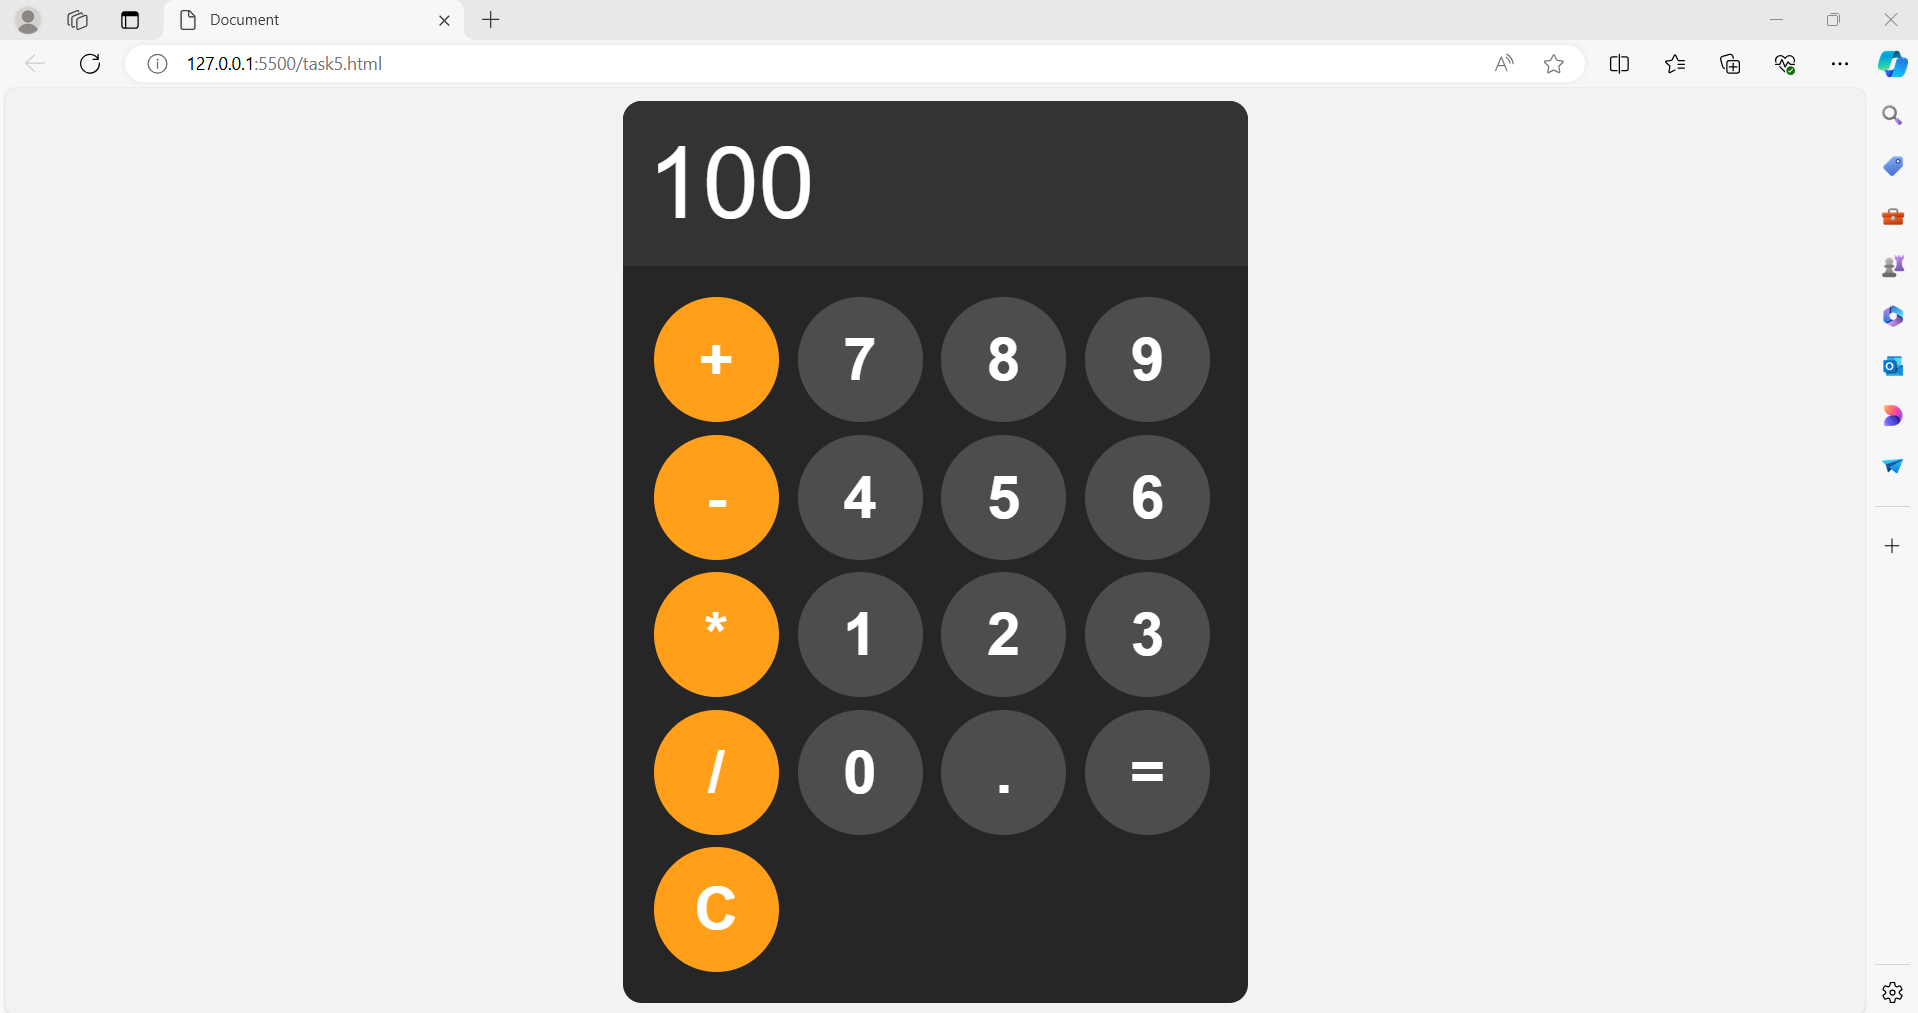 Document
127.0.0.1:5500/task5.html
100
+ 7 8 9
- 4 5 6
* 1 2 3
/ 0 . =
C